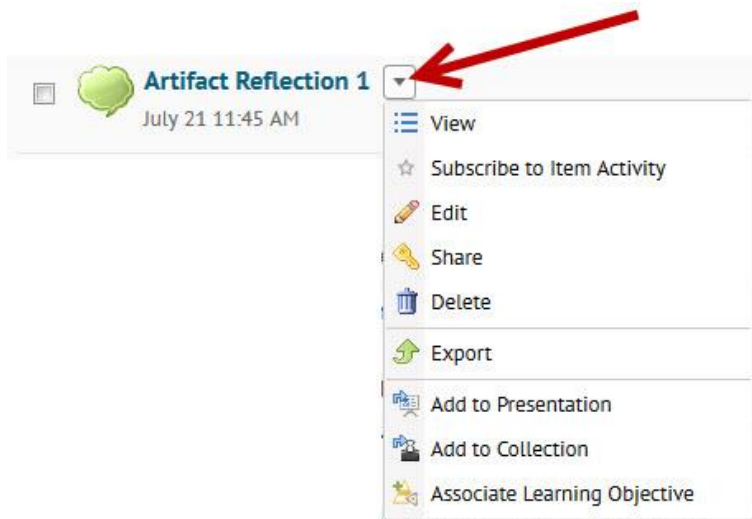 Artifact Reflection 1
July 21 11:45 AM
View
Subscribe to Item Activity
Edit
Share
Delete
Export
Add to Presentation
Add to Collection
Associate Learning Objective